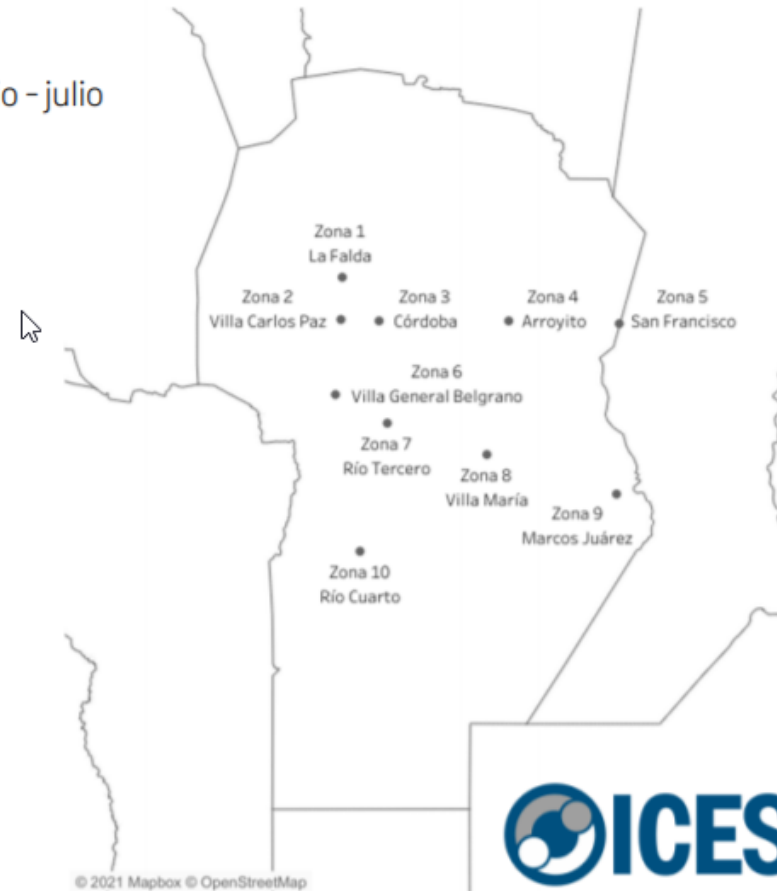 o – julio
Zona 1
La Falda
Zona 2
Villa Carlos Paz
Zona 3
Córdoba
Zona 4
Arroyito
Zona 5
San Francisco
Zona 6
Villa General Belgrano
Zona 7
Río Tercero
Zona 8
Villa María
Zona 9
Marcos Juárez
Zona 10
Río Cuarto
ICES
© 2021 Mapbox © OpenStreetMap